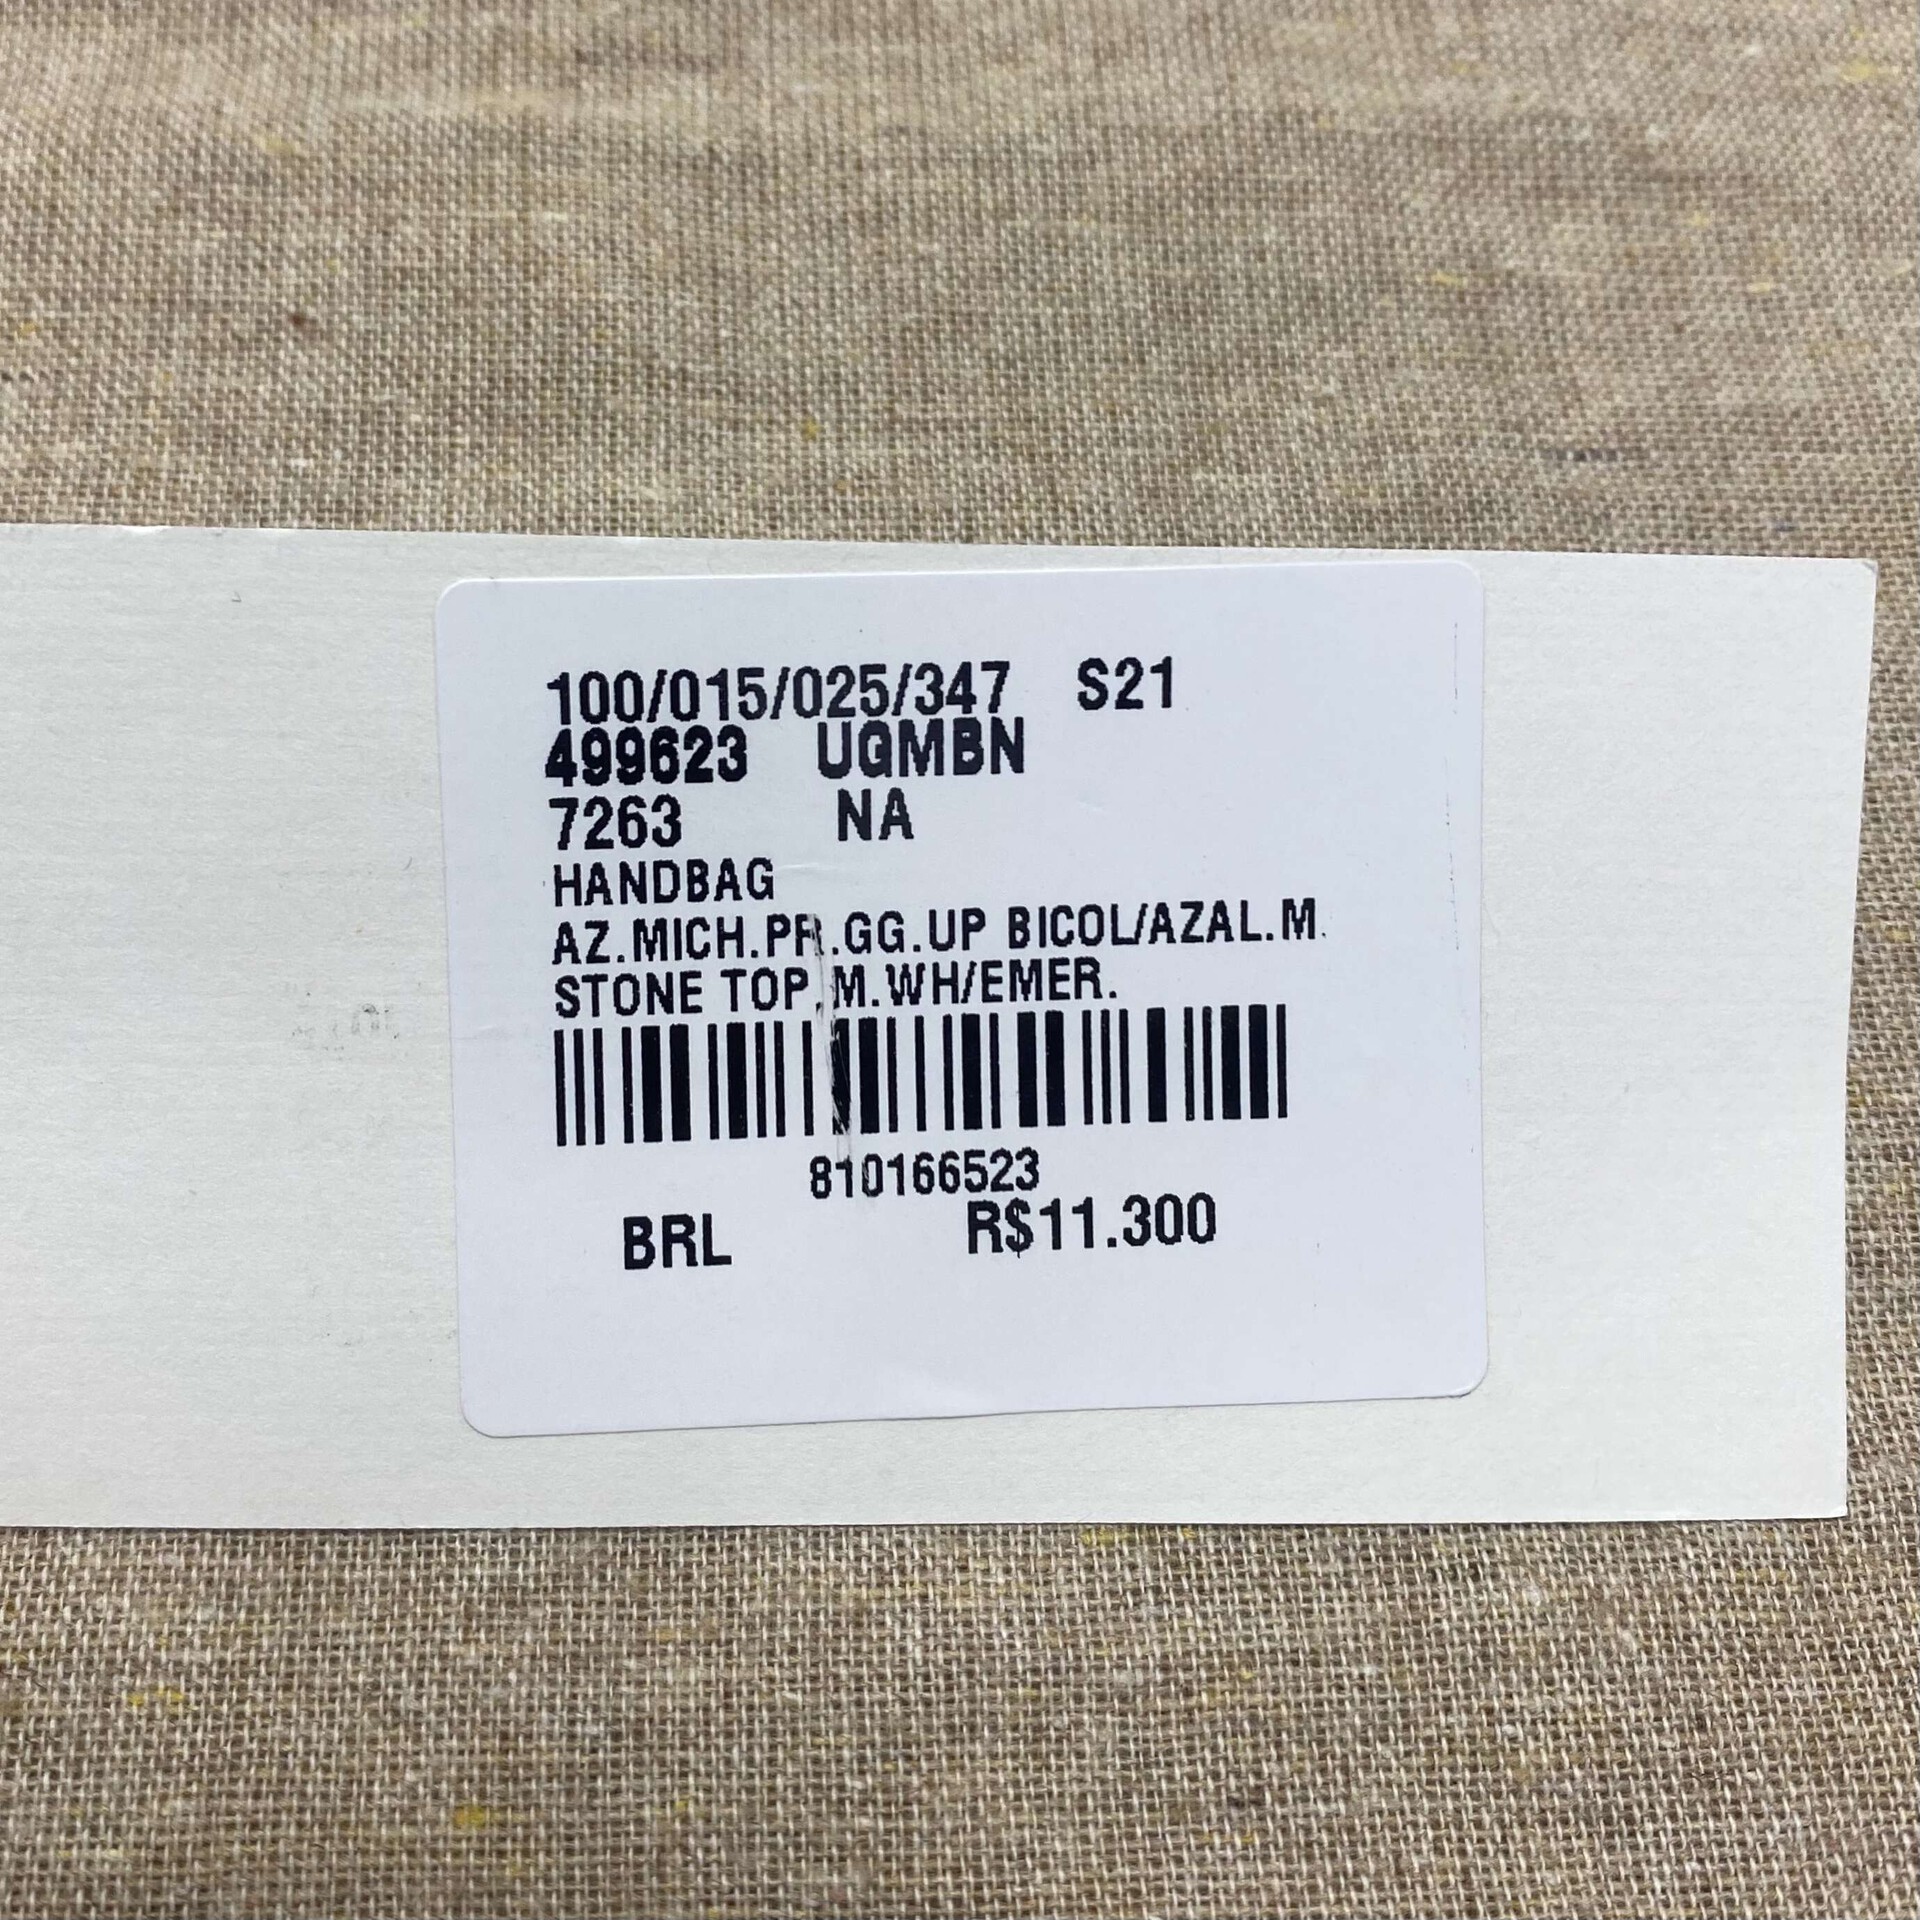 100/015/025/347 S21
499623 UGMBN
7263 NA
HANDBAG
AZ.MICH.PR.GG.UP BICOL/AZAL.M.
STONE TOP,M.WH/EMER.
810166523
BRL R$11.300